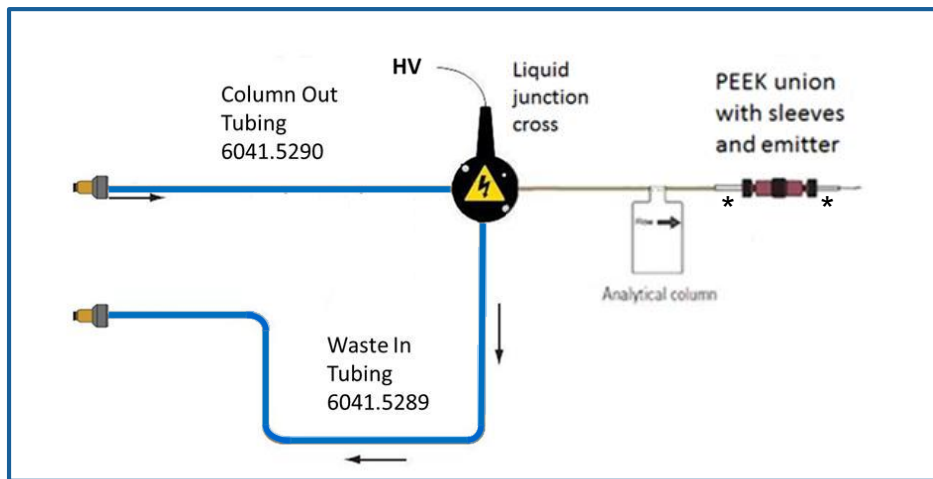 HV
Column Out
Tubing
6041.5290
Liquid
junction
cross
PEEK union
with sleeves
and emitter
*
*
Flow
Analytical column
Waste In
Tubing
6041.5289